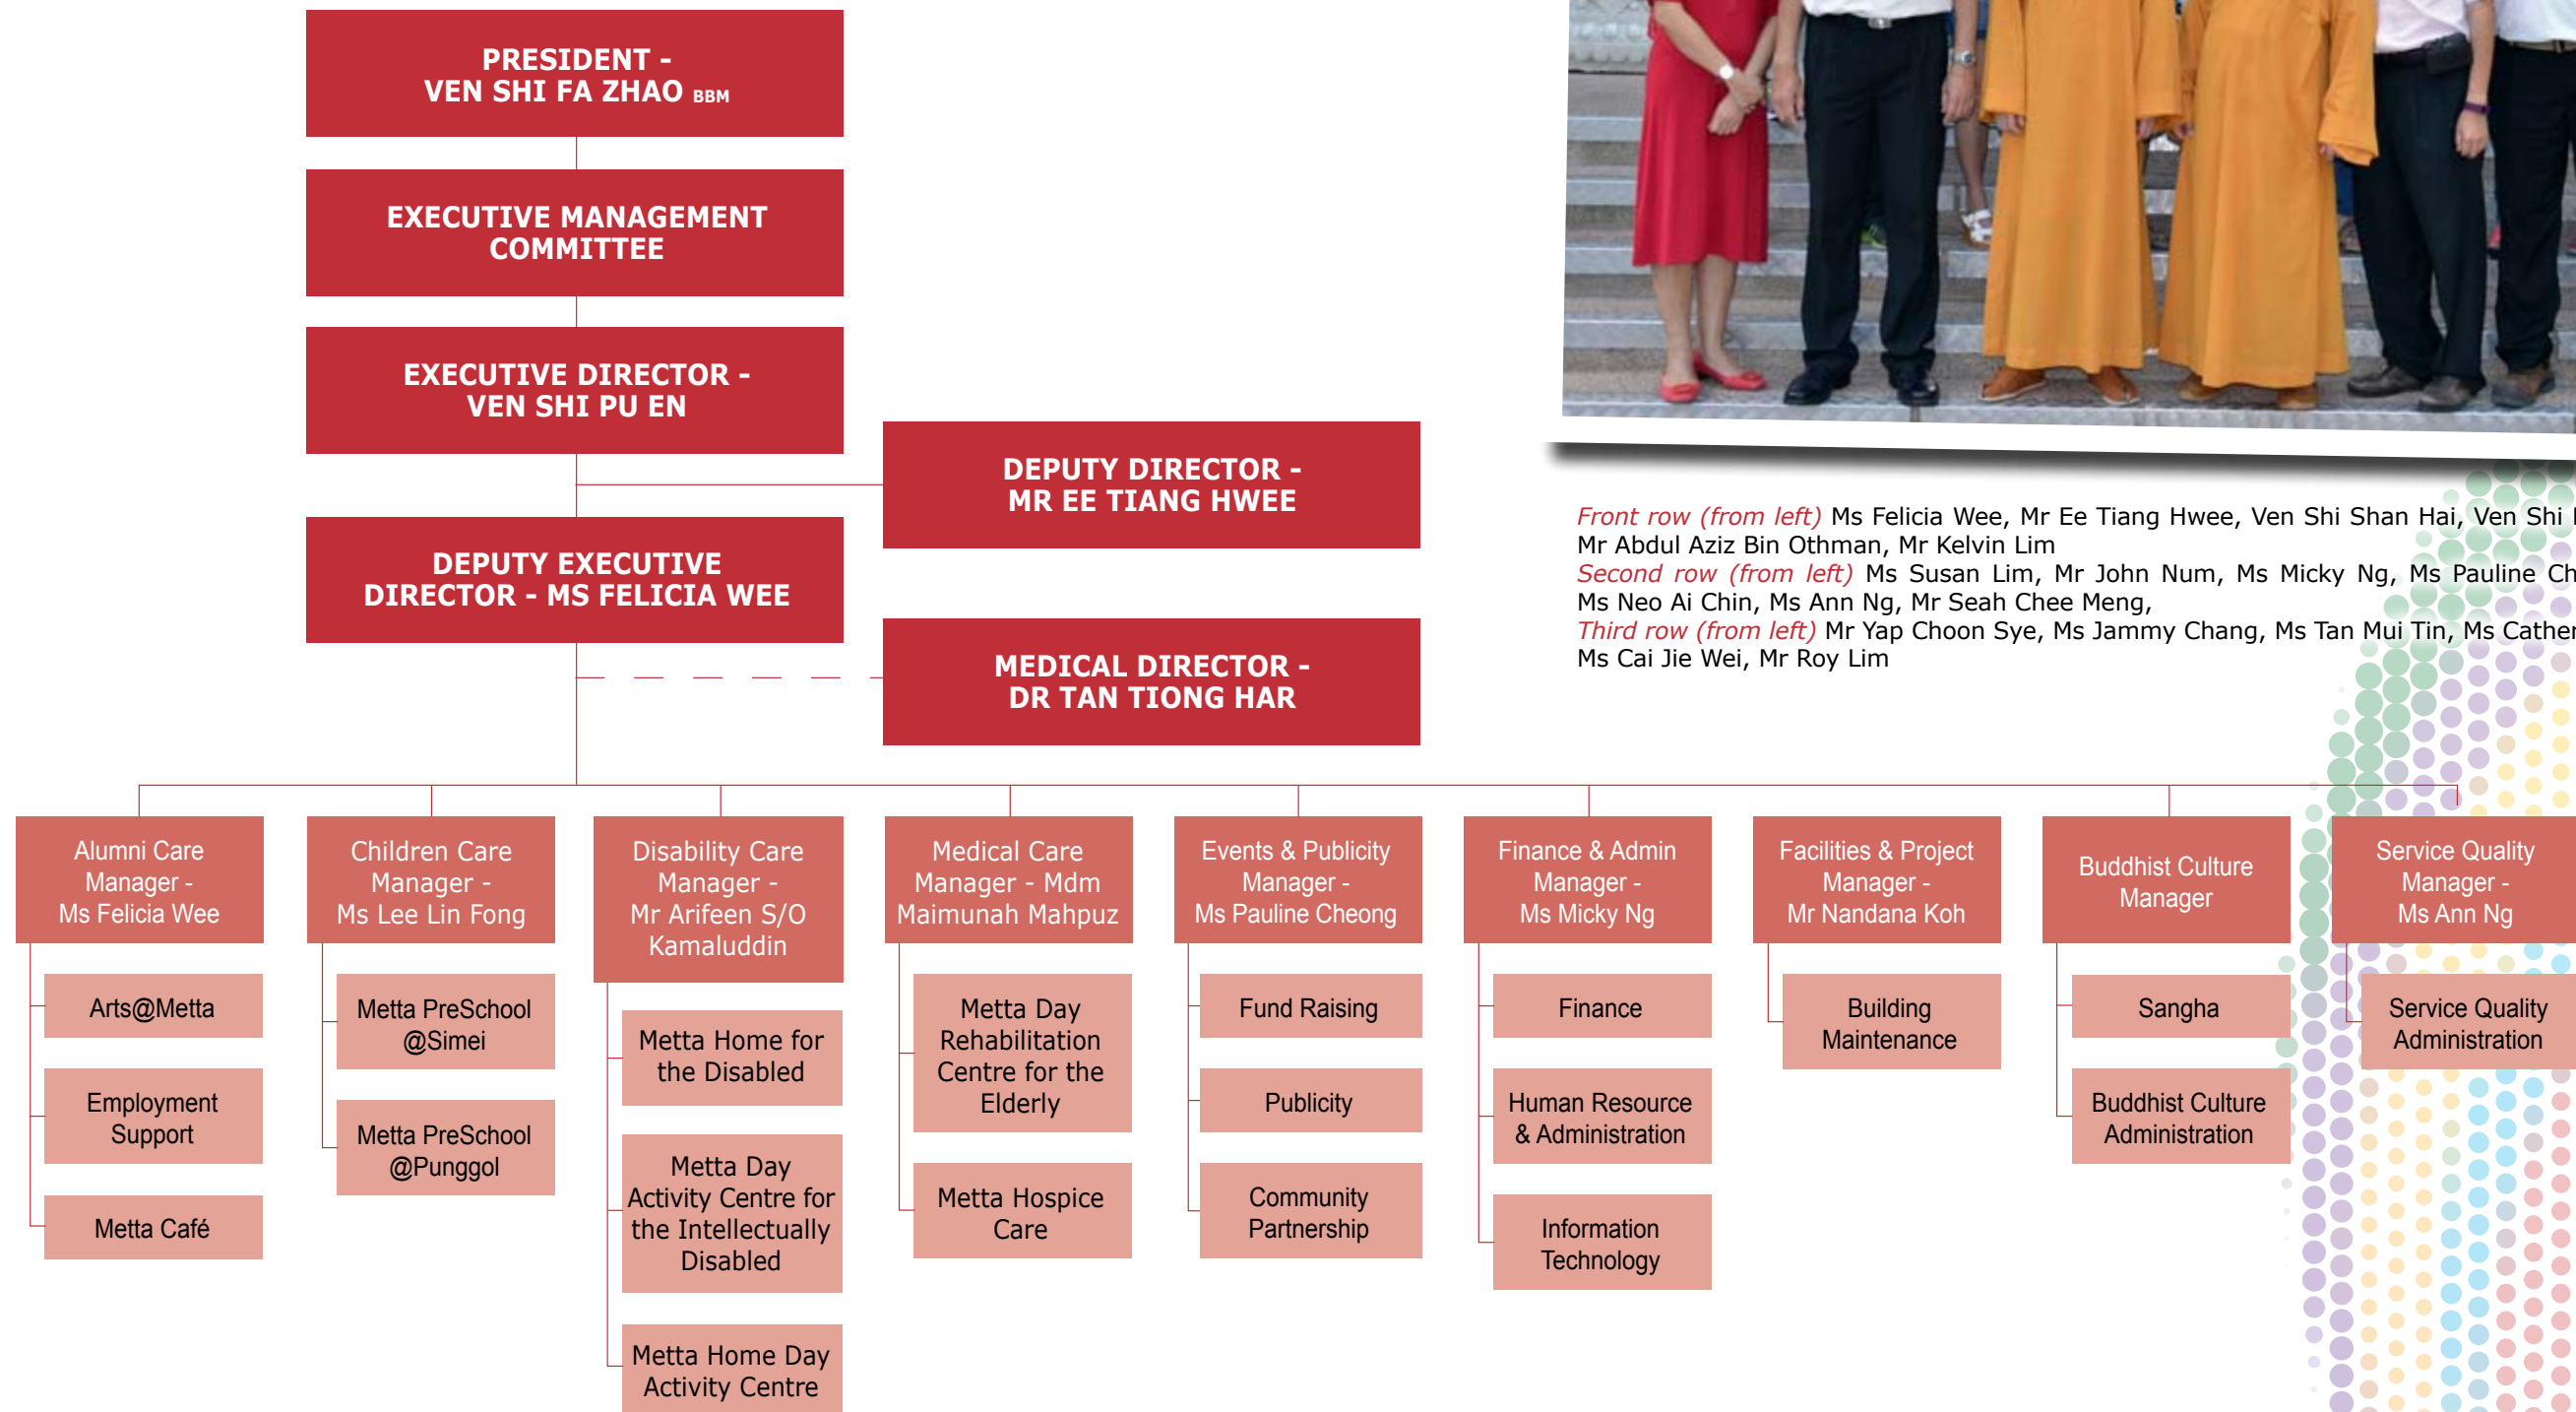 PRESIDENT -
VEN SHI FA ZHAO BBM
EXECUTIVE MANAGEMENT
COMMITTEE
EXECUTIVE DIRECTOR -
VEN SHI PU EN
DEPUTY DIRECTOR -
MR EE TIANG HWEE
DEPUTY EXECUTIVE
DIRECTOR - MS FELICIA WEE
MEDICAL DIRECTOR -
DR TAN TIONG HAR
Front row (from left) Ms Felicia Wee, Mr Ee Tiang Hwee, Ven Shi Shan Hai, Ven Shi
Mr Abdul Aziz Bin Othman, Mr Kelvin Lim
Second row (from left) Ms Susan Lim, Mr John Num, Ms Micky Ng, Ms Pauline
Ms Neo Ai Chin, Ms Ann Ng, Mr Seah Chee Meng,
Third row (from left) Mr Yap Choon Sye, Ms Jammy Chang, Ms Tan Mui Tin, Ms
Ms Cai Jie Wei, Mr Roy Lim
Alumni Care
Manager -
Ms Felicia Wee
Arts@Metta
Employment
Support
Metta Café
Children Care
Manager -
Ms Lee Lin Fong
Metta PreSchool
@Simei
Metta PreSchool
@Punggol
Disability Care
Manager -
Mr Arifeen S/O
Kamaluddin
Metta Home for
the Disabled
Metta Day
Activity Centre for
the Intellectually
Disabled
Metta Home Day
Activity Centre
Medical Care
Manager - Mdm
Maimunah Mahpuz
Metta Day
Rehabilitation
Centre for the
Elderly
Metta Hospice
Care
Events & Publicity
Manager -
Ms Pauline Cheong
Fund Raising
Publicity
Community
Partnership
Finance & Admin
Manager -
Ms Micky Ng
Finance
Human Resource
& Administration
Information
Technology
Facilities & Project
Manager -
Mr Nandana Koh
Building
Maintenance
Buddhist Culture
Manager
Sangha
Buddhist Culture
Administration
Service Quality
Manager -
Ms Ann Ng
Service Quality
Administration